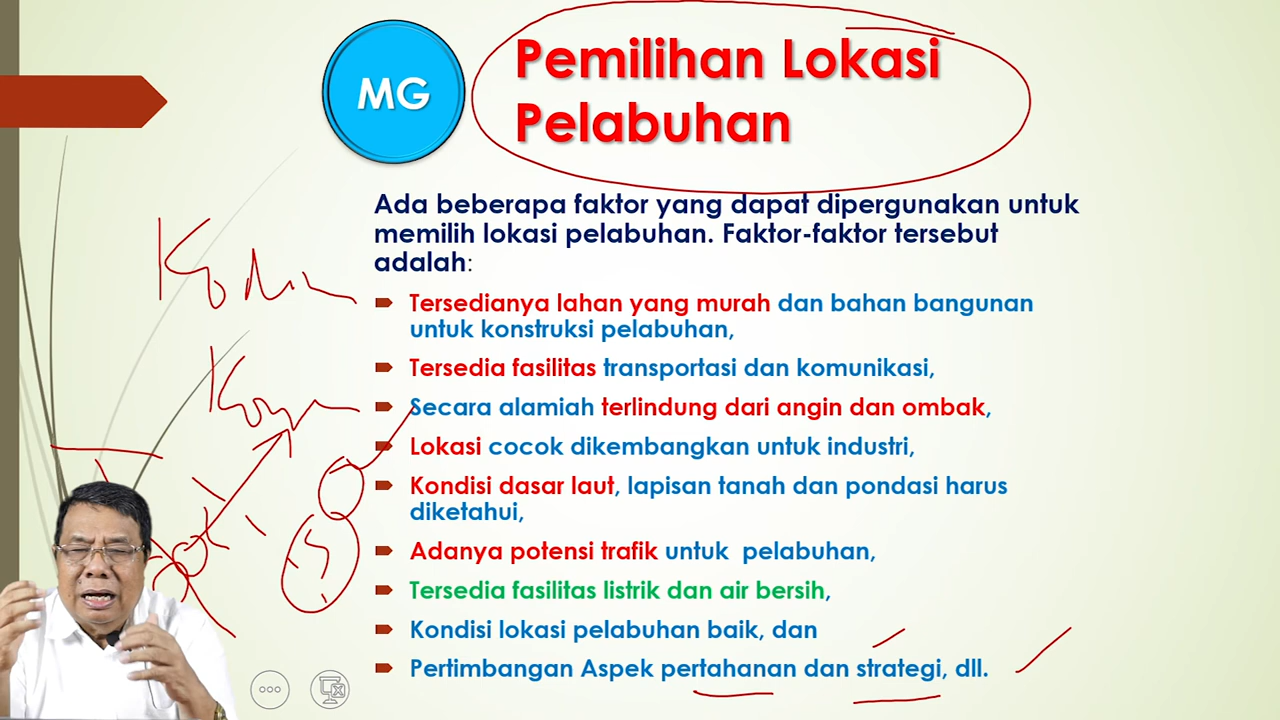 MG
Pemilihan Lokasi
Pelabuhan
Ada beberapa faktor yang dapat dipergunakan untuk
memilih lokasi pelabuhan. Faktor-faktor tersebut
adalah:
Tersedianya lahan yang murah dan bahan bangunan
untuk konstruksi pelabuhan,
Tersedia fasilitas transportasi dan komunikasi,
Secara alamiah terlindung dari angin dan ombak,
Lokasi cocok dikembangkan untuk industri,
Kondisi dasar laut, lapisan tanah dan pondasi harus
diketahui,
Adanya potensi trafik untuk pelabuhan,
Tersedia fasilitas listrik dan air bersih,
Kondisi lokasi pelabuhan baik, dan
Pertimbangan Aspek pertahanan dan strategi, dll.